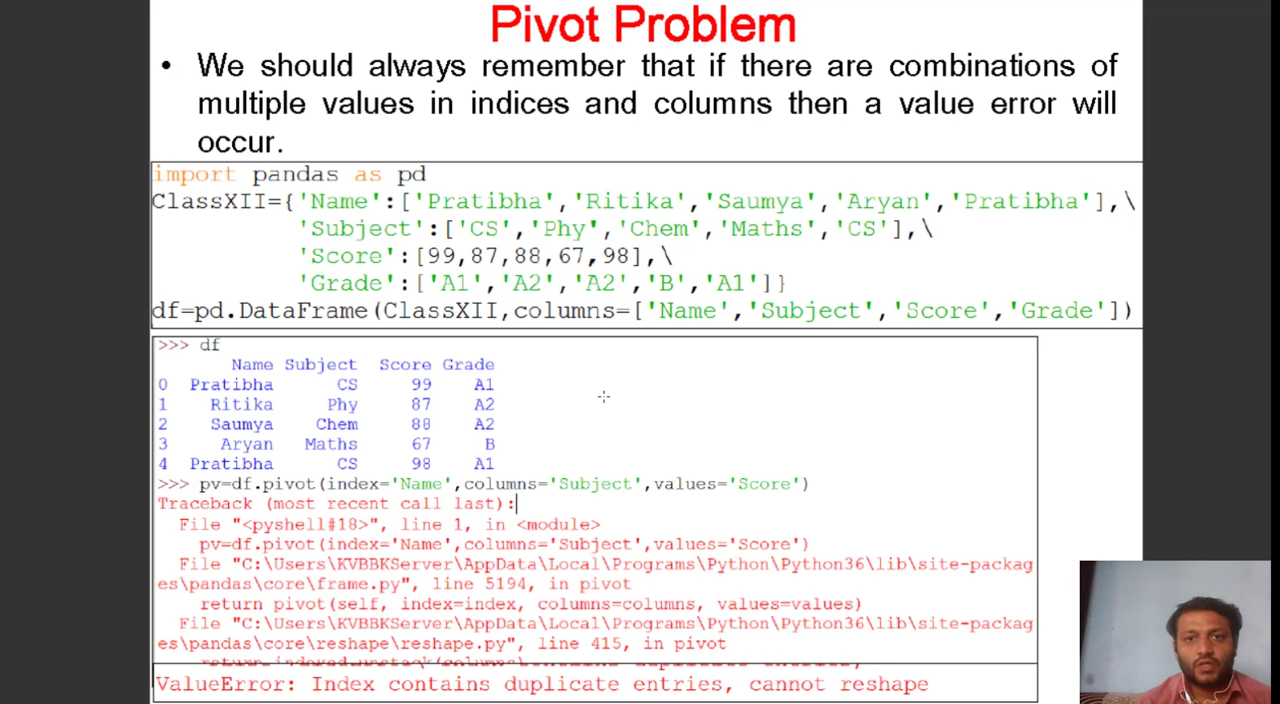 Pivot Problem
• We should always remember that if there are combinations of
multiple values in indices and columns then a value error will
occur.
import pandas as pd
ClassXII={'Name':['Pratibha','Ritika','Saumya','Aryan','Pratibha'],\
'Subject':['CS','Phy','Chem','Maths','CS'],\
'Score':[99,87,88,67,98],\
'Grade':['A1','A2','A2','B','A1']}
df=pd.DataFrame(ClassXII,columns=['Name','Subject','Score','Grade'])
>>> df
Name Subject Score Grade
0 Pratibha CS 99 A1
1 Ritika Phy 87 A2
2 Saumya Chem 88 A2
3 Aryan Maths 67 B
4 Pratibha CS 98 A1
>>> pv=df.pivot(index='Name',columns='Subject',values='Score')
Traceback (most recent call last):
File "<pyshell#18>", line 1, in <module>
pv=df.pivot(index='Name',columns='Subject',values='Score')
File "C:\Users\KVBBKServer\AppData\Local\Programs\Python\Python36\lib\site-packag
es\pandas\core\frame.py", line 5194, in pivot
return pivot(self, index=index, columns=columns, values=values)
File "C:\Users\KVBBKServer\AppData\Local\Programs\Python\Python36\lib\site-packag
es\pandas\core\reshape\reshape.py", line 415, in pivot
ValueError: Index contains duplicate entries, cannot reshape